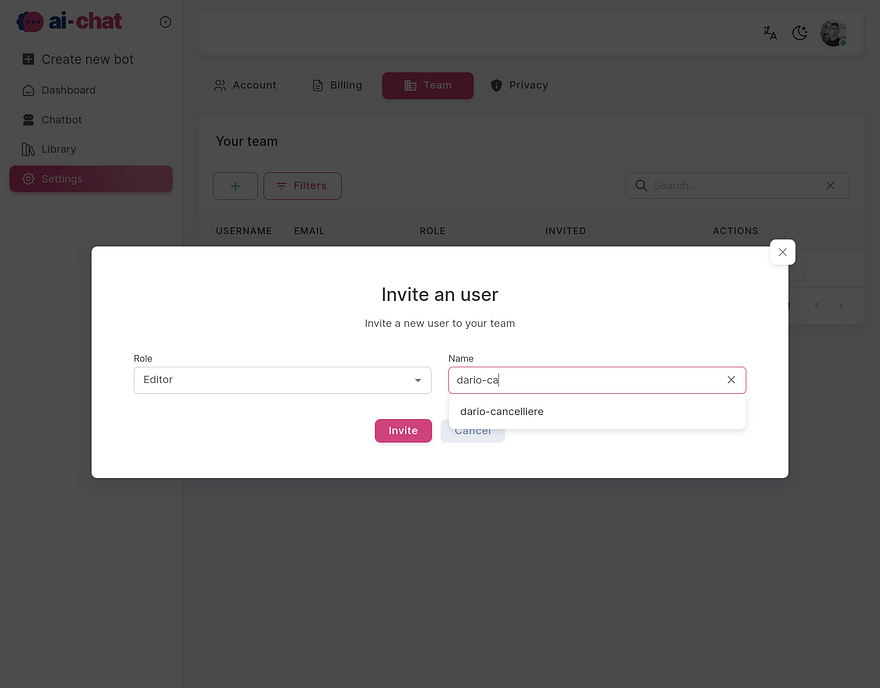 ai-chat
Create new bot
Dashboard
Chatbot
Library
Settings
Account
Billing
Team
Privacy
Your team
Filters
Search...
USERNAME EMAIL ROLE INVITED ACTIONS
Invite an user
Invite a new user to your team
Role
Editor
Name
dario-ca
dario-cancelliere
Invite
Cancel